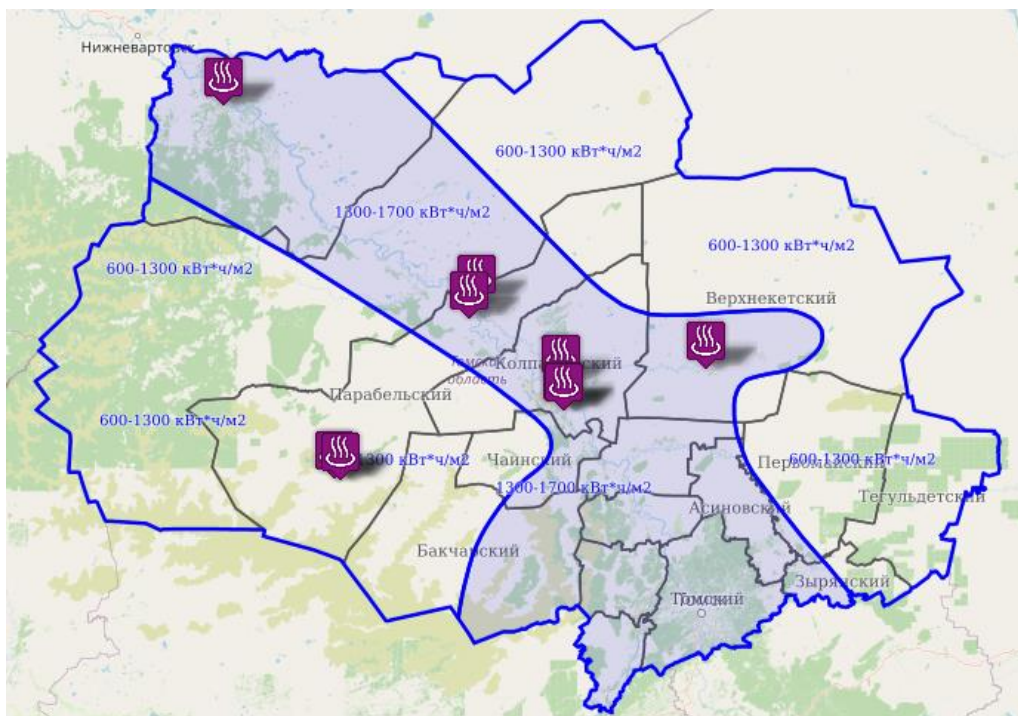 Нижневартовск
600-1300 кВт*ч/м2
1300-1700 кВт*ч/м2
600-1300 кВт*ч/м2
600-1300 кВт*ч/м2
Верхнекетский
Томская
область
Колпашевский
Парабельский
600-1300 кВт*ч/м2
1300 кВт*ч/м2
Чаинский
600-1300 кВт*ч/м2
Первомайский
1300-1700 кВт*ч/м2
Тегульдетский
Асиновский
Бакчарский
Зырянский
Томский